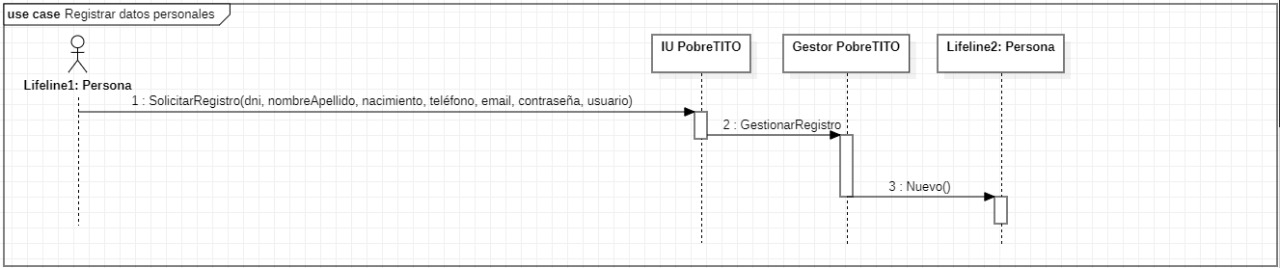 use case Registrar datos personales
IU PobreTITO
Gestor PobreTITO
Lifeline2: Persona
Lifeline1: Persona
1 : SolicitarRegistro(dni, nombreApellido, nacimiento, teléfono, email, contraseña, usuario)
2 : GestionarRegistro
3 : Nuevo()